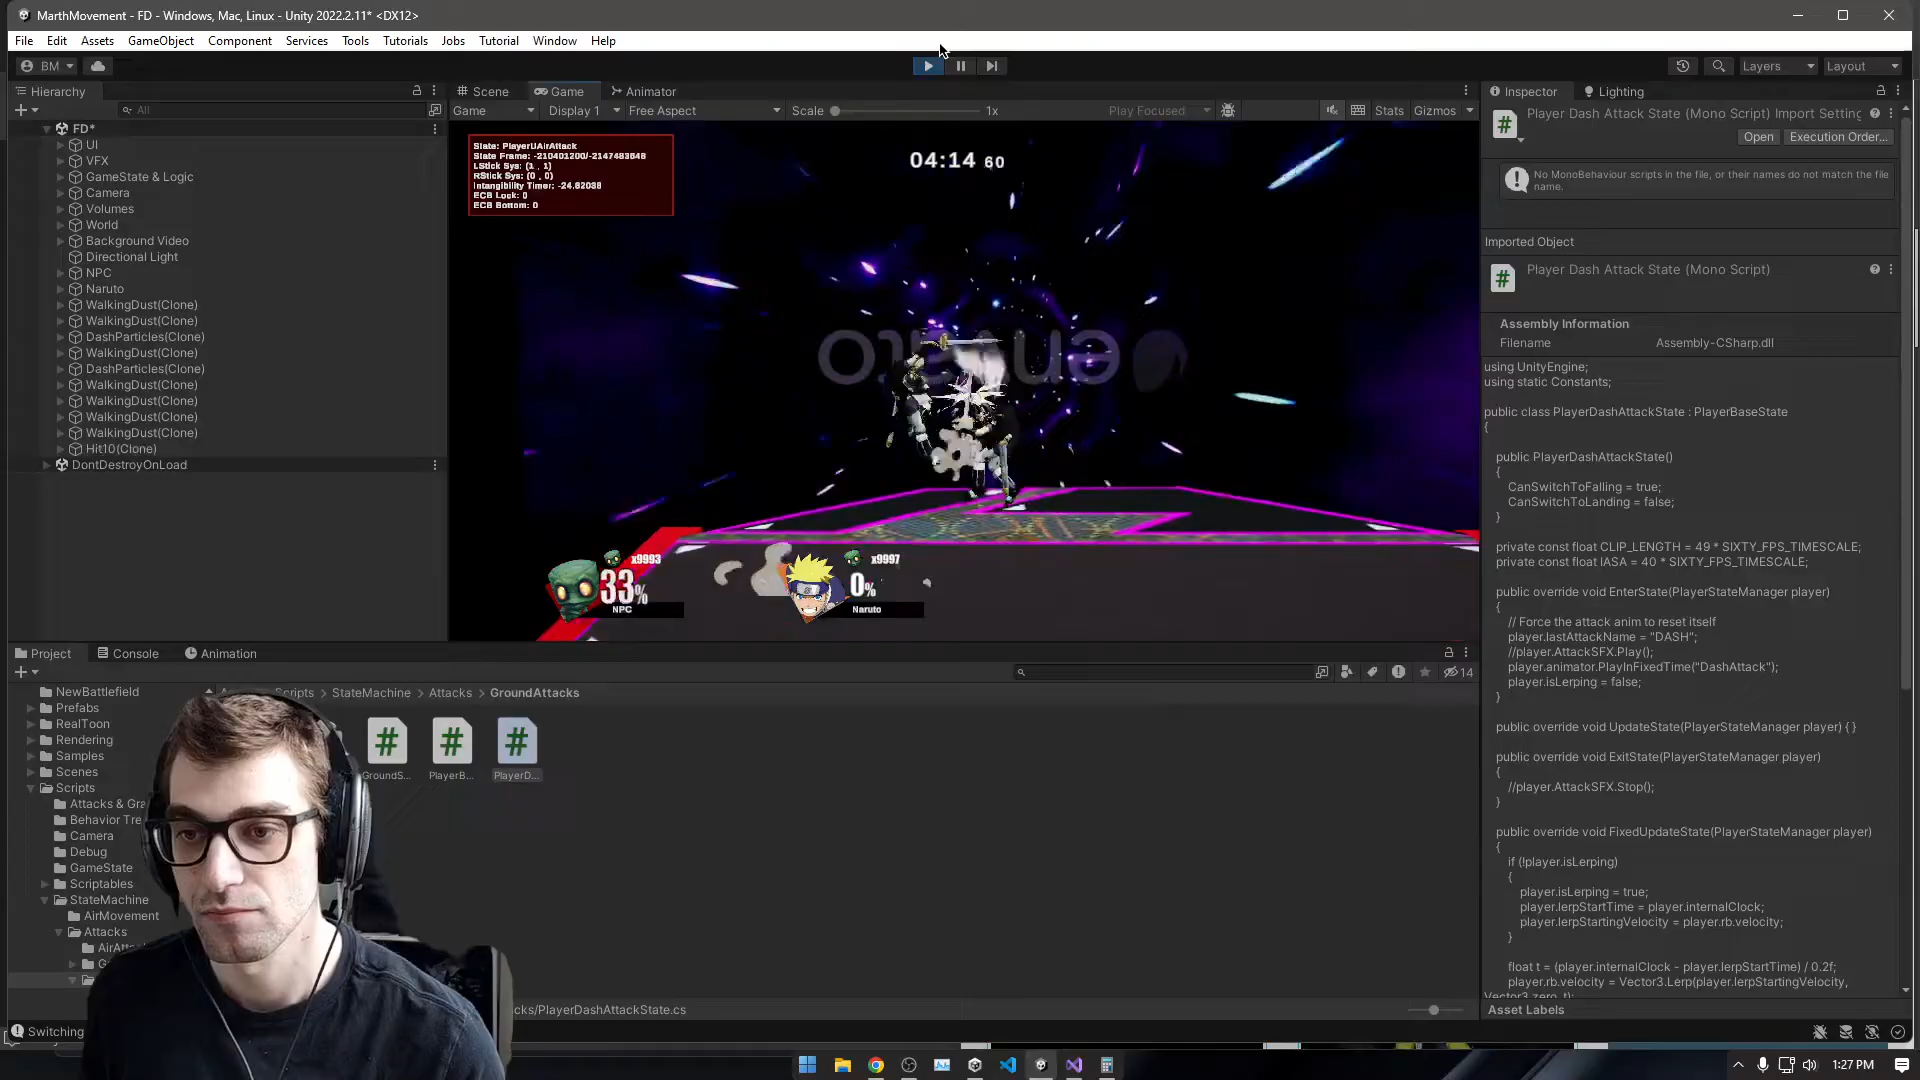 MarthMovement - FD - Windows, Mac, Linux - Unity 2022.2.11* <DX12>
File Edit Assets GameObject Component Services Tools Tutorials Jobs Tutorial Window Help
BM
Layers
Layout
Hierarchy
Scene
Game
Animator
Inspector
Lighting
All
Game
Display 1
Free Aspect
Scale
1x
Play Focused
Stats
Gizmos
FD*
UI
VFX
GameState & Logic
Camera
Volumes
World
Background Video
Directional Light
NPC
Naruto
WalkingDust(Clone)
WalkingDust(Clone)
DashParticles(Clone)
WalkingDust(Clone)
DashParticles(Clone)
WalkingDust(Clone)
WalkingDust(Clone)
WalkingDust(Clone)
WalkingDust(Clone)
Hit10(Clone)
DontDestroyOnLoad
State: PlayerUAirAttack
State Frame: -210401200/-2147483648
LStick Sys: (1 , 1)
RStick Sys: (0 , 0)
Intangibility Timer: -24.62038
ECB Lock: 0
ECB Bottom: 0
04:14 60
envato
x9993
33%
NPC
x9997
0%
Naruto
Player Dash Attack State (Mono Script) Import Setting
Open
Execution Order...
No MonoBehaviour scripts in the file, or their names do not match the file
name.
Imported Object
Player Dash Attack State (Mono Script)
Assembly Information
Filename
Assembly-CSharp.dll
using UnityEngine;
using static Constants;
public class PlayerDashAttackState : PlayerBaseState
{
public PlayerDashAttackState()
{
CanSwitchToFalling = true;
CanSwitchToLanding = false;
}
private const float CLIP_LENGTH = 49 * SIXTY_FPS_TIMESCALE;
private const float IASA = 40 * SIXTY_FPS_TIMESCALE;
public override void EnterState(PlayerStateManager player)
{
// Force the attack anim to reset itself
player.lastAttackName = "DASH";
//player.AttackSFX.Play();
player.animator.PlayInFixedTime("DashAttack");
player.isLerping = false;
}
public override void UpdateState(PlayerStateManager player) { }
public override void ExitState(PlayerStateManager player)
{
//player.AttackSFX.Stop();
}
public override void FixedUpdateState(PlayerStateManager player)
{
if (!player.isLerping)
{
player.isLerping = true;
player.lerpStartTime = player.internalClock;
player.lerpStartingVelocity = player.rb.velocity;
}
float t = (player.internalClock - player.lerpStartTime) / 0.2f;
player.rb.velocity = Vector3.Lerp(player.lerpStartingVelocity,
Vector3.zero, t);
Asset Labels
Project
Console
Animation
14
NewBattlefield
Prefabs
RealToon
Rendering
Samples
Scenes
Scripts
Attacks & Gra
Behavior Tre
Camera
Debug
GameState
Scriptables
StateMachine
AirMovement
Attacks
AirAtta
G
Scripts > StateMachine > Attacks > GroundAttacks
GroundS...
PlayerB...
PlayerD...
cks/PlayerDashAttackState.cs
Switching
1:27 PM